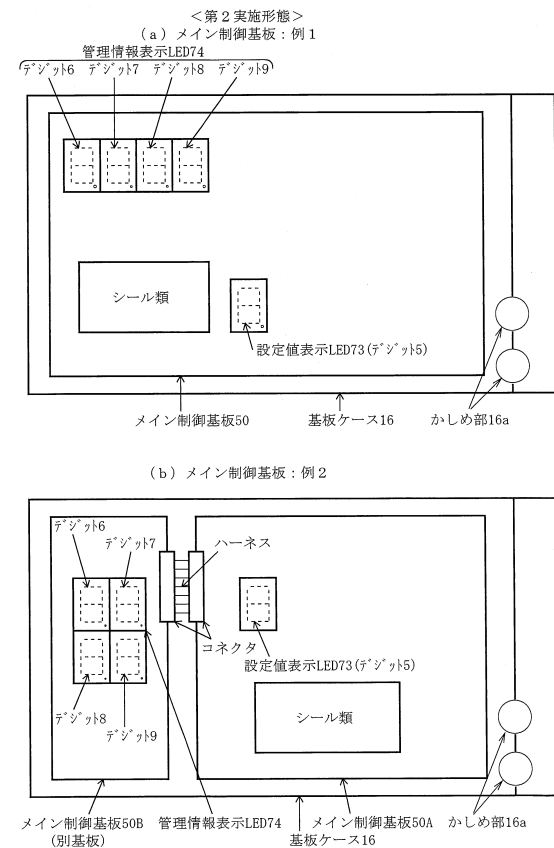 ＜第２実施形態＞
（ａ）メイン制御基板：例１
管理情報表示LED74
ﾃﾞｼﾞｯﾄ6 ﾃﾞｼﾞｯﾄ7 ﾃﾞｼﾞｯﾄ8 ﾃﾞｼﾞｯﾄ9
シール類
設定値表示LED73(ﾃﾞｼﾞｯﾄ5)
メイン制御基板50 基板ケース16 かしめ部16a
（ｂ）メイン制御基板：例２
ﾃﾞｼﾞｯﾄ6
ﾃﾞｼﾞｯﾄ7
ハーネス
コネクタ
設定値表示LED73(ﾃﾞｼﾞｯﾄ5)
ﾃﾞｼﾞｯﾄ8
ﾃﾞｼﾞｯﾄ9
シール類
メイン制御基板50B 管理情報表示LED74 メイン制御基板50A かしめ部16a
(別基板) 基板ケース16